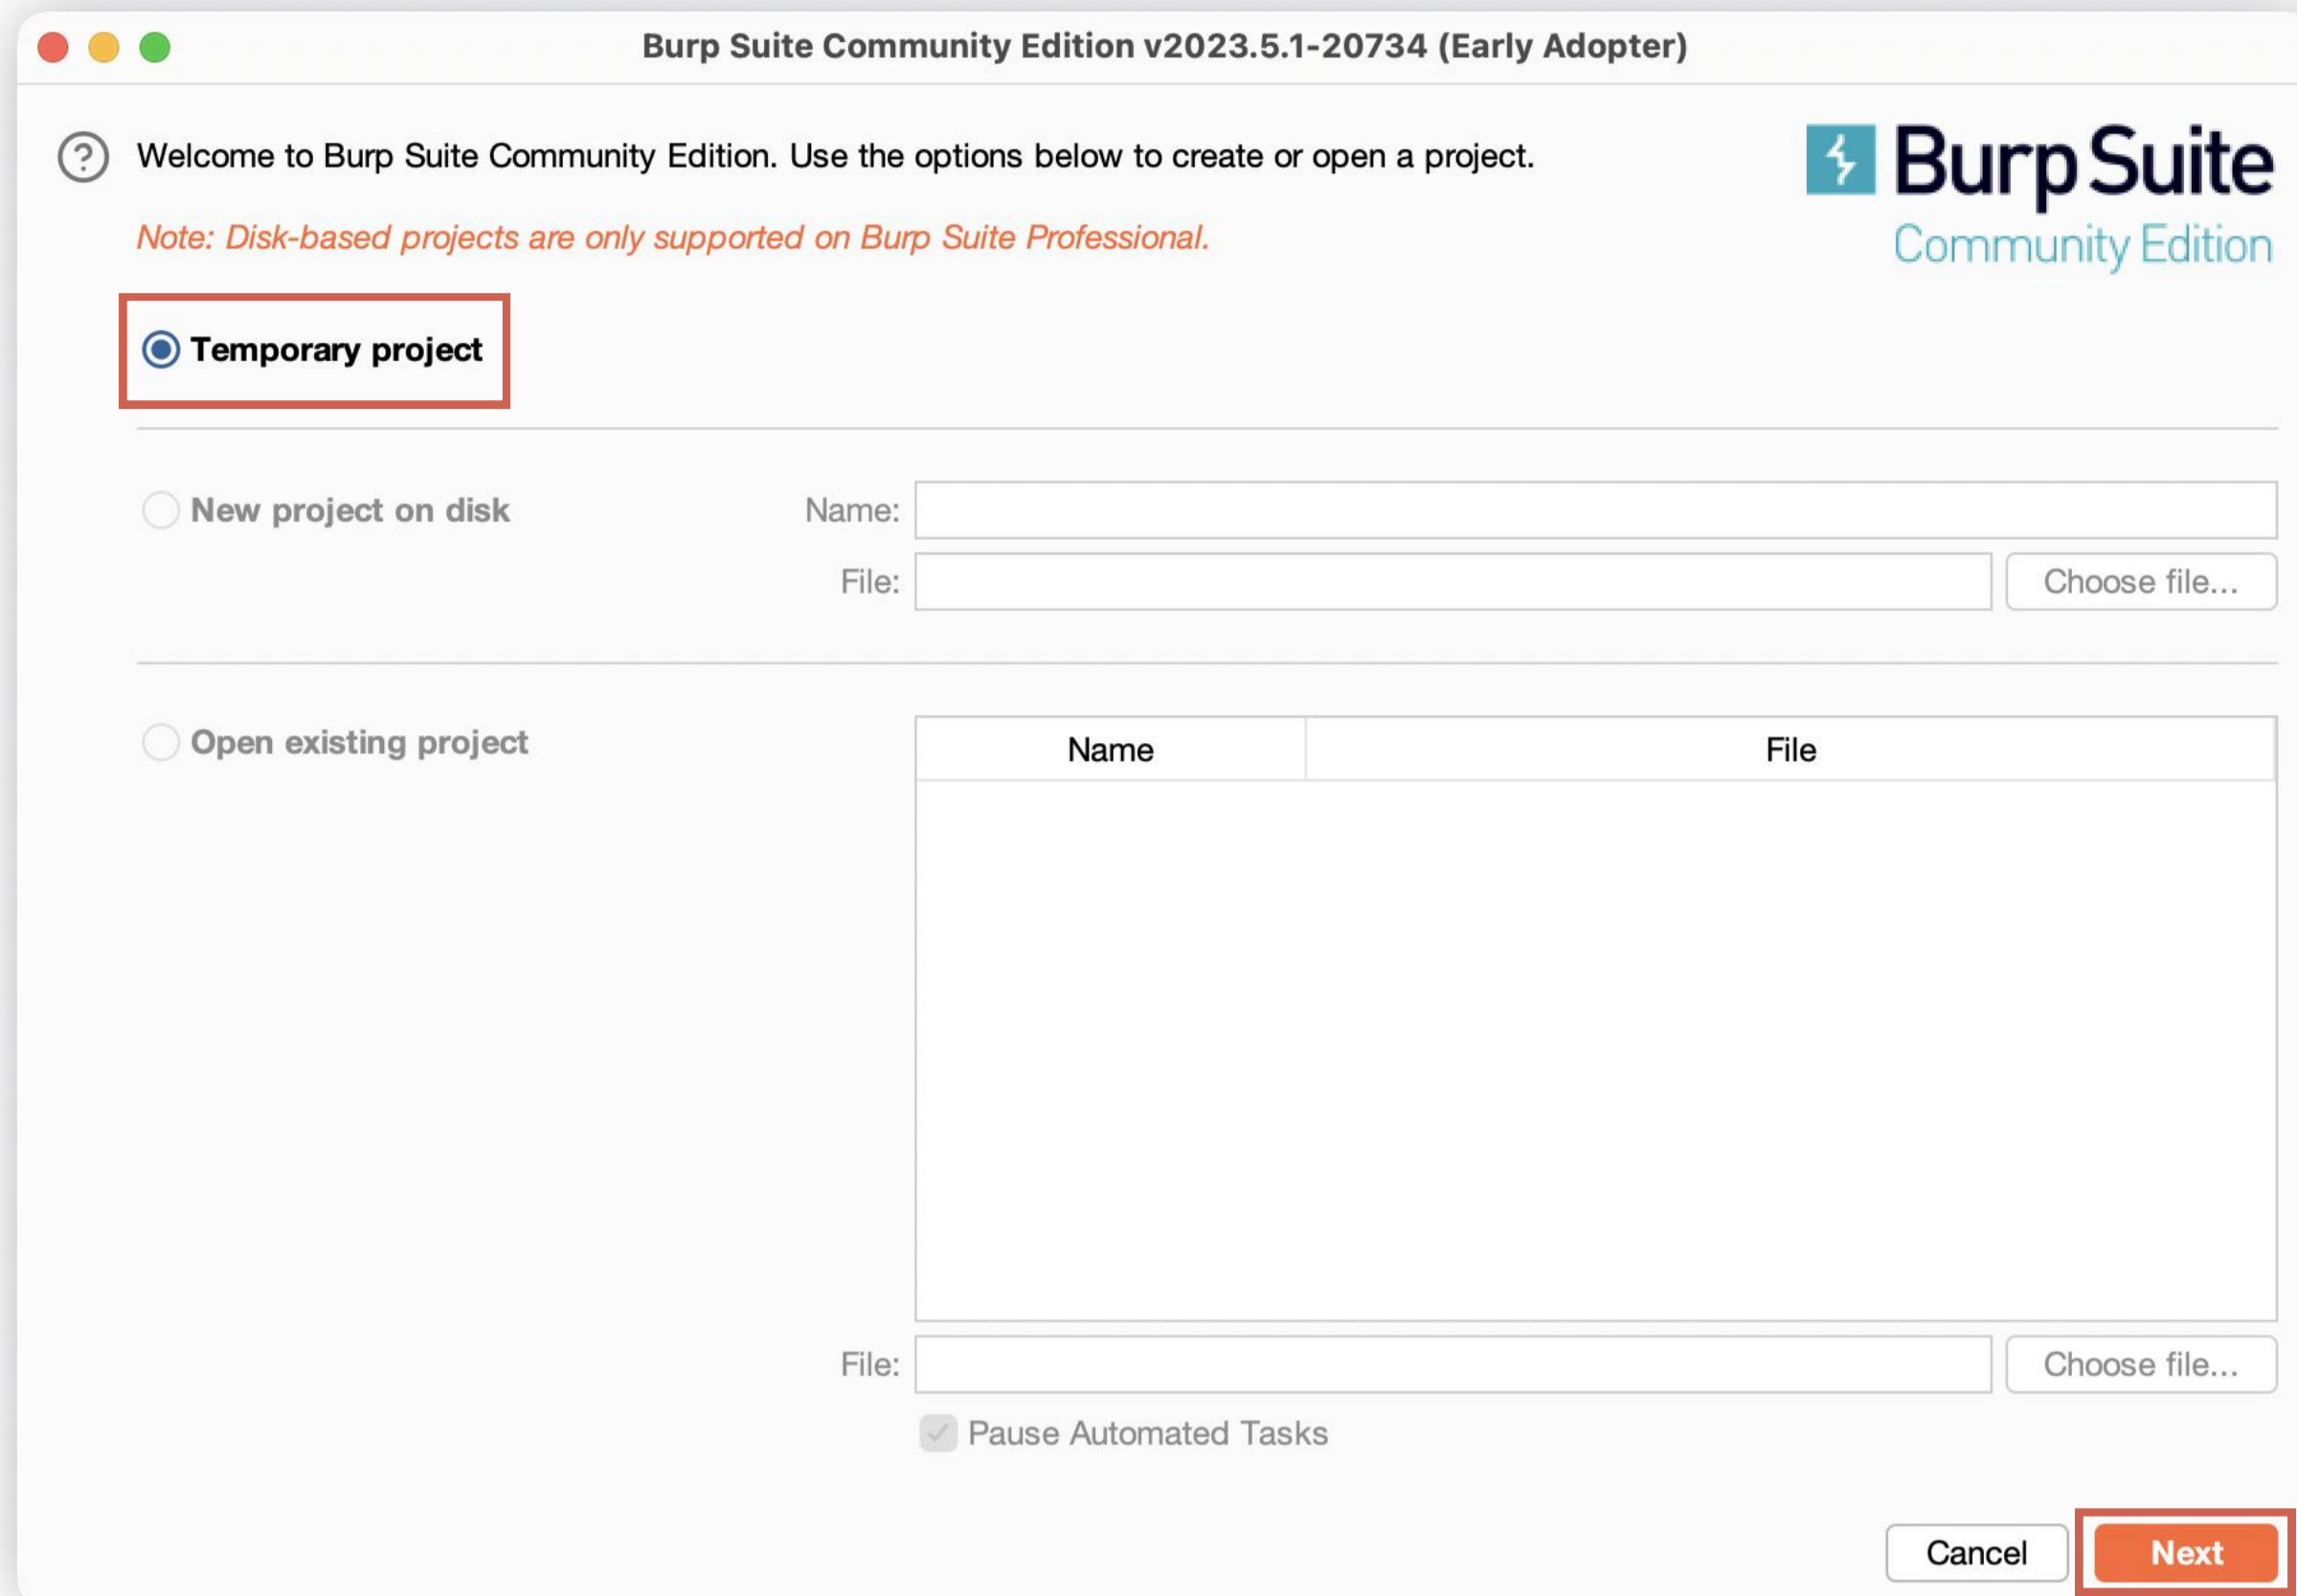 Burp Suite Community Edition v2023.5.1-20734 (Early Adopter)
Welcome to Burp Suite Community Edition. Use the options below to create or open a project.
Burp Suite
Community Edition
Note: Disk-based projects are only supported on Burp Suite Professional.
Temporary project
New project on disk
Name:
File:
Choose file...
Open existing project
Name
File
File:
Choose file...
Pause Automated Tasks
Cancel
Next